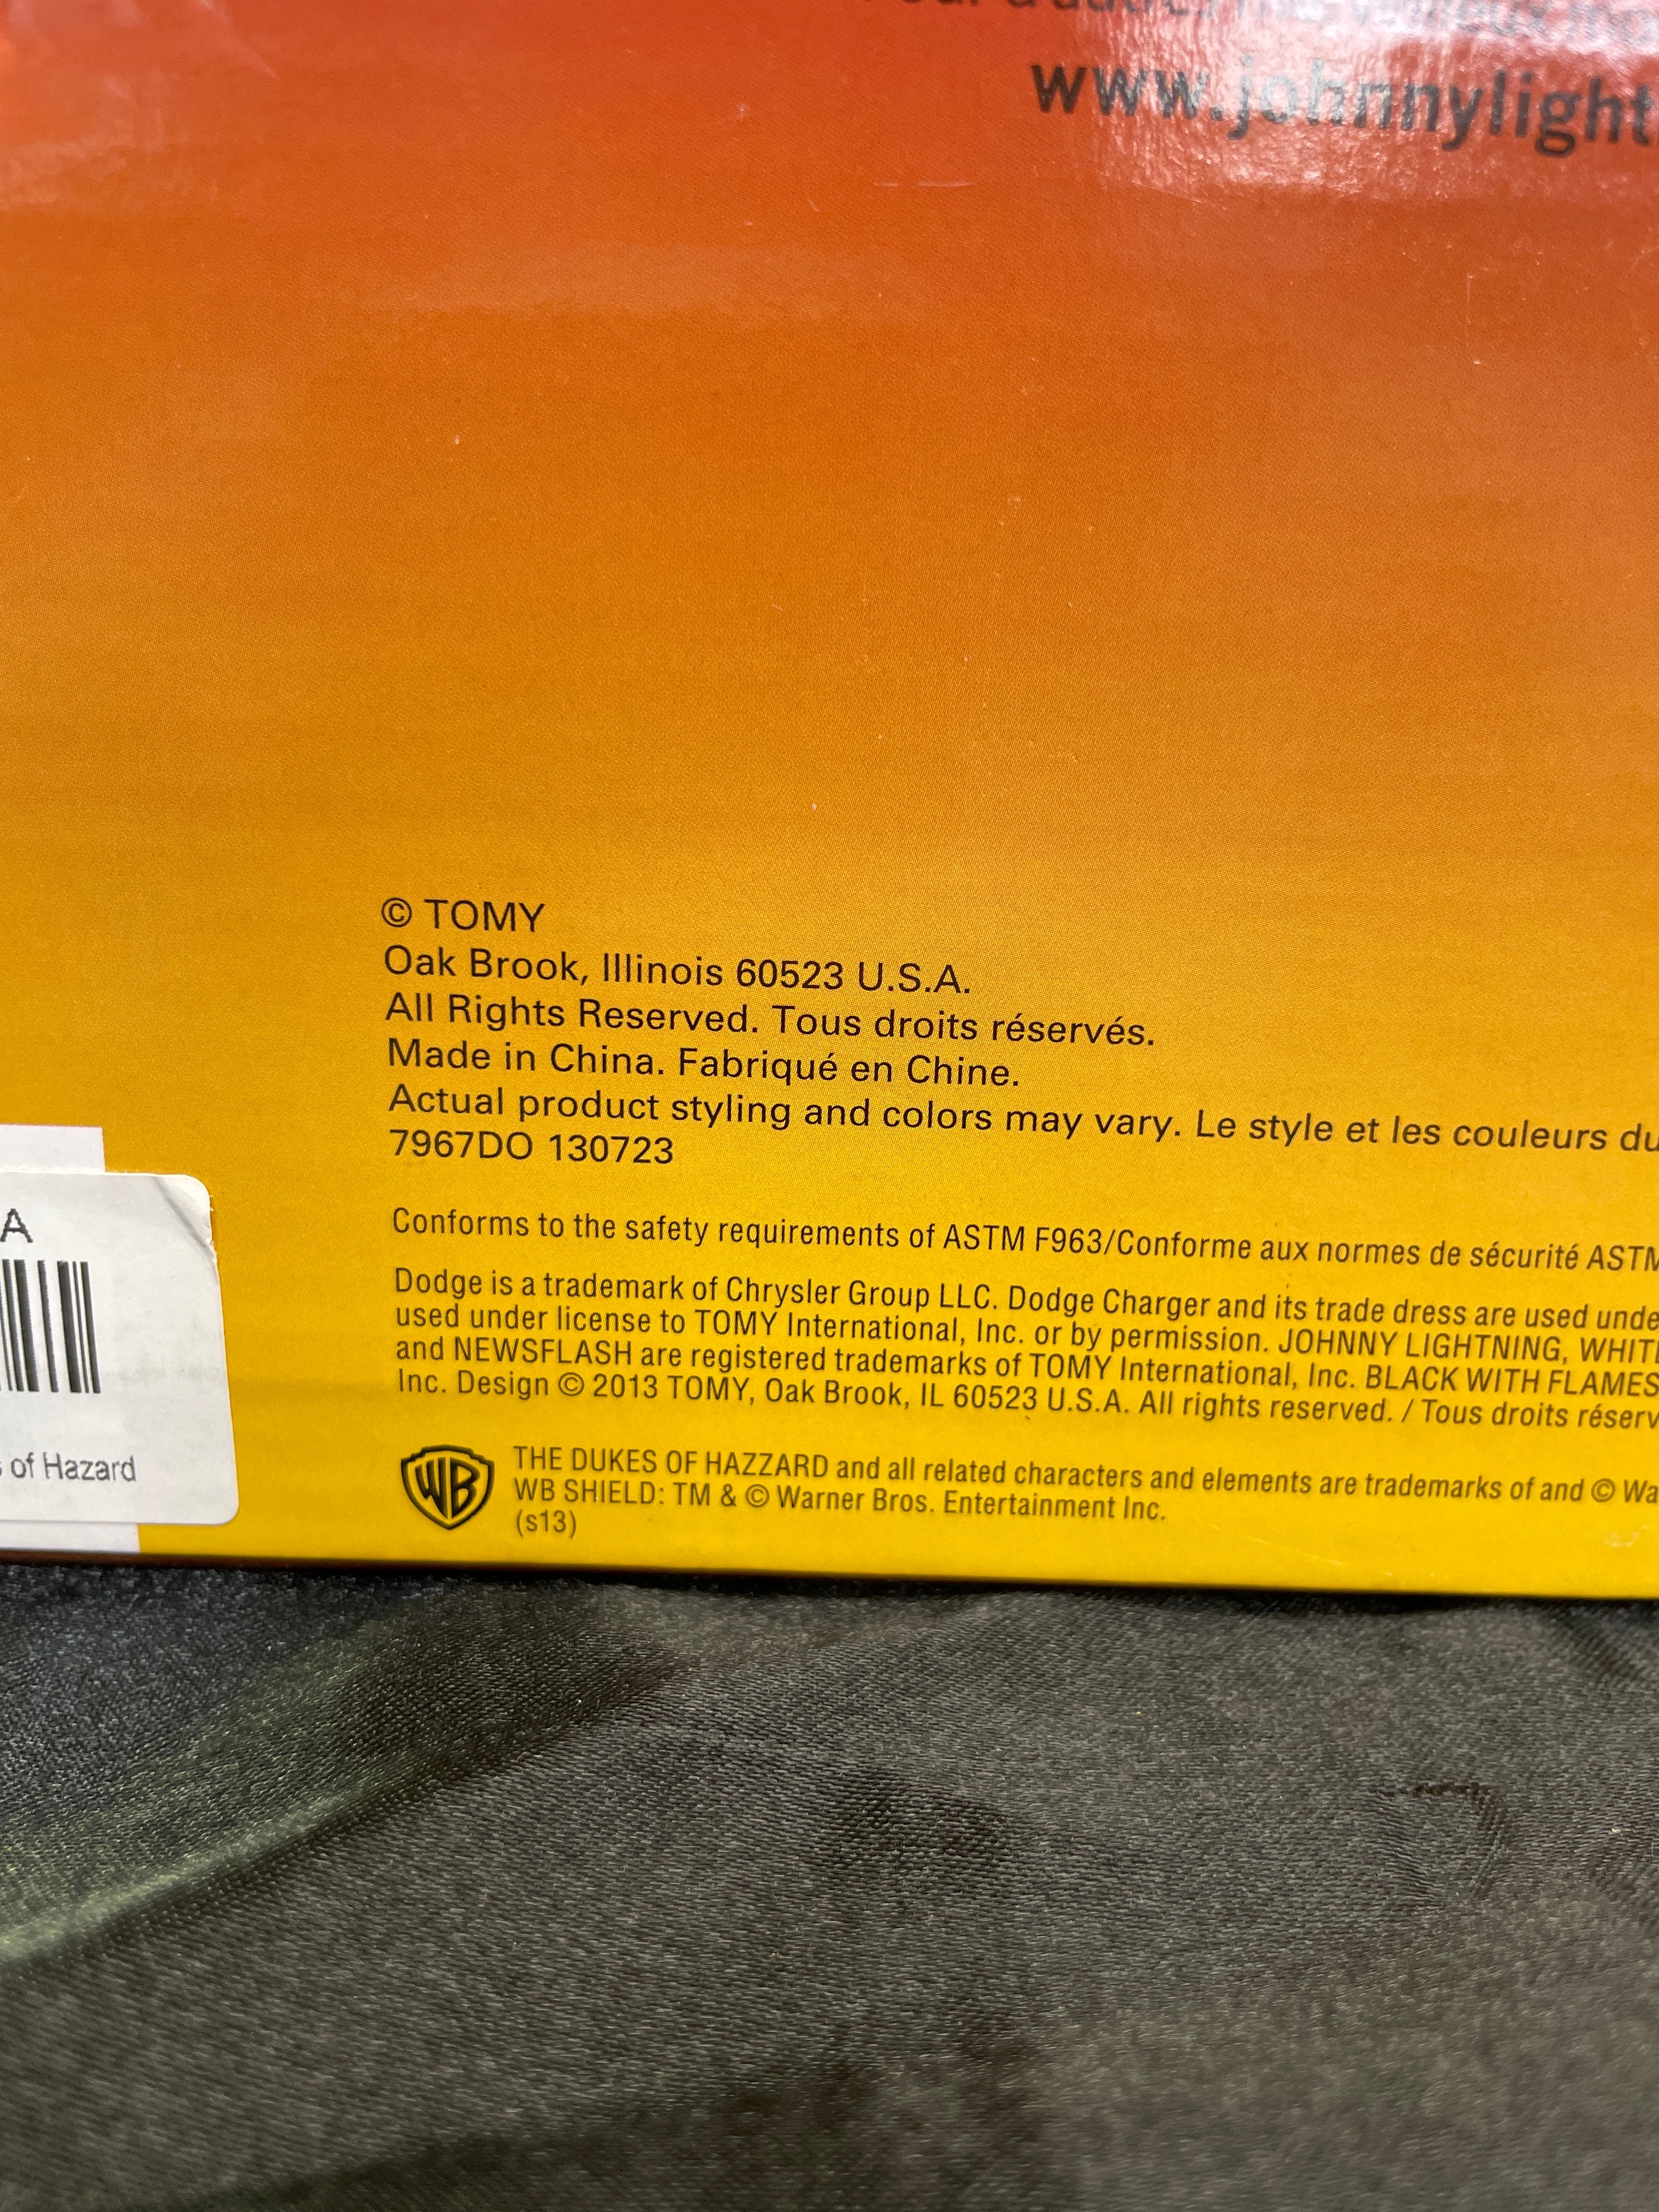 www.johnnylight
© TOMY
Oak Brook, Illinois 60523 U.S.A.
All Rights Reserved. Tous droits réservés.
Made in China. Fabriqué en Chine.
Actual product styling and colors may vary. Le style et les couleurs du
7967DO 130723
A
Conforms to the safety requirements of ASTM F963/Conforme aux normes de sécurité ASTM
Dodge is a trademark of Chrysler Group LLC. Dodge Charger and its trade dress are used unde
used under license to TOMY International, Inc. or by permission. JOHNNY LIGHTNING, WHIT
and NEWSFLASH are registered trademarks of TOMY International, Inc. BLACK WITH FLAMES
Inc. Design © 2013 TOMY, Oak Brook, IL 60523 U.S.A. All rights reserved. / Tous droits réserv
of Hazard
WB
THE DUKES OF HAZZARD and all related characters and elements are trademarks of and © Wa
WB SHIELD: TM & © Warner Bros. Entertainment Inc.
(s13)